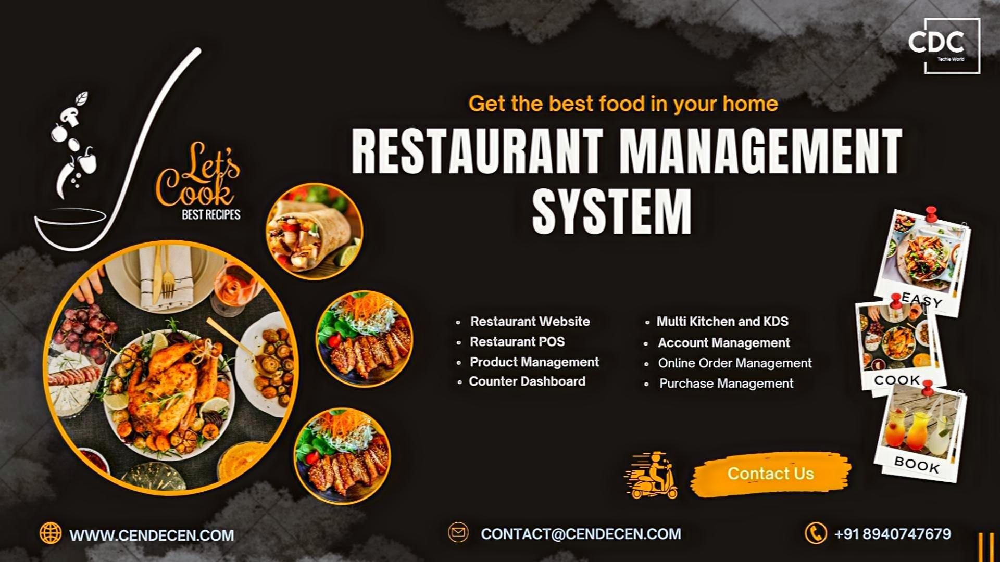 CDC
Techie World
Get the best food in your home
RESTAURANT MANAGEMENT
SYSTEM
Let's
Cook
BEST RECIPES
Restaurant Website
Restaurant POS
Product Management
Counter Dashboard
Multi Kitchen and KDS
Account Management
Online Order Management
Purchase Management
EASY
COOK
BOOK
Contact Us
WWW.CENDECEN.COM
CONTACT@CENDECEN.COM
+91 8940747679